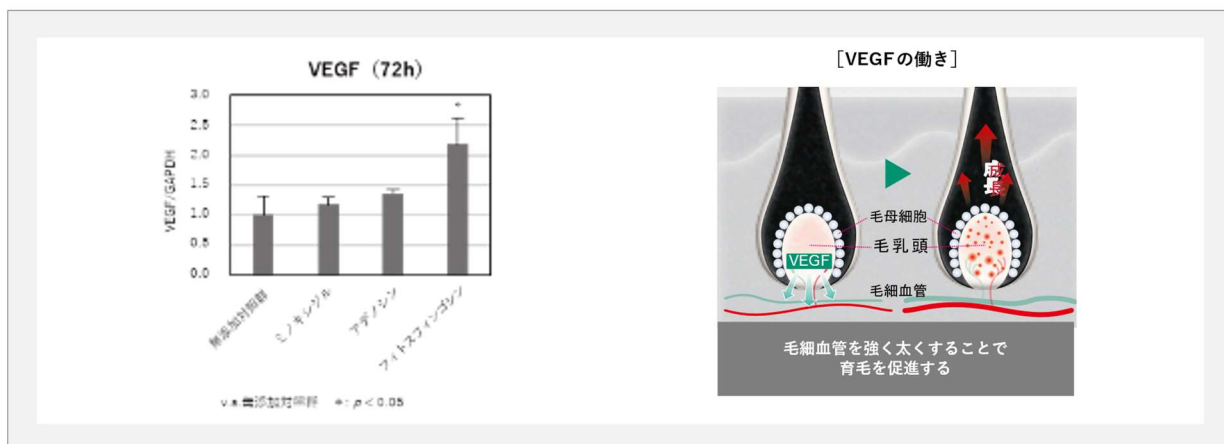 VEGF（72h）
VEGF/GAPDH
3.0
2.5
2.0
1.5
1.0
0.5
0.0
*
無添加対照群
ミノキシジル
アデノシン
フィトスフィンゴシン
v.s 無添加対照群　*: p < 0.05
[VEGFの働き]
成長
毛母細胞
毛乳頭
VEGF
毛細血管
毛細血管を強く太くすることで
育毛を促進する